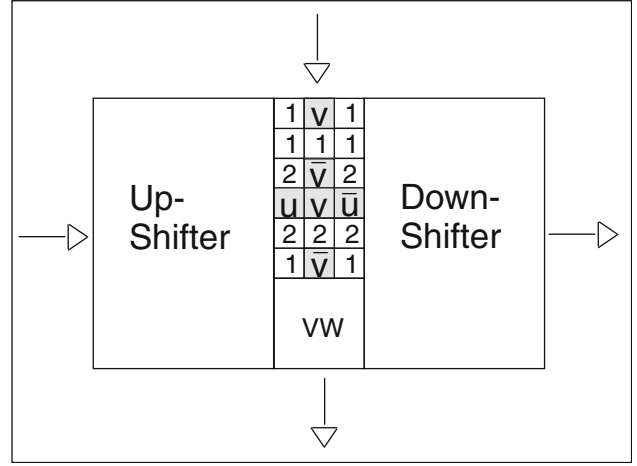 1 v 1
1 1 1
2 v̅ 2
Up-Shifter
u v u̅
Down-Shifter
2 2 2
1 v̅ 1
vw